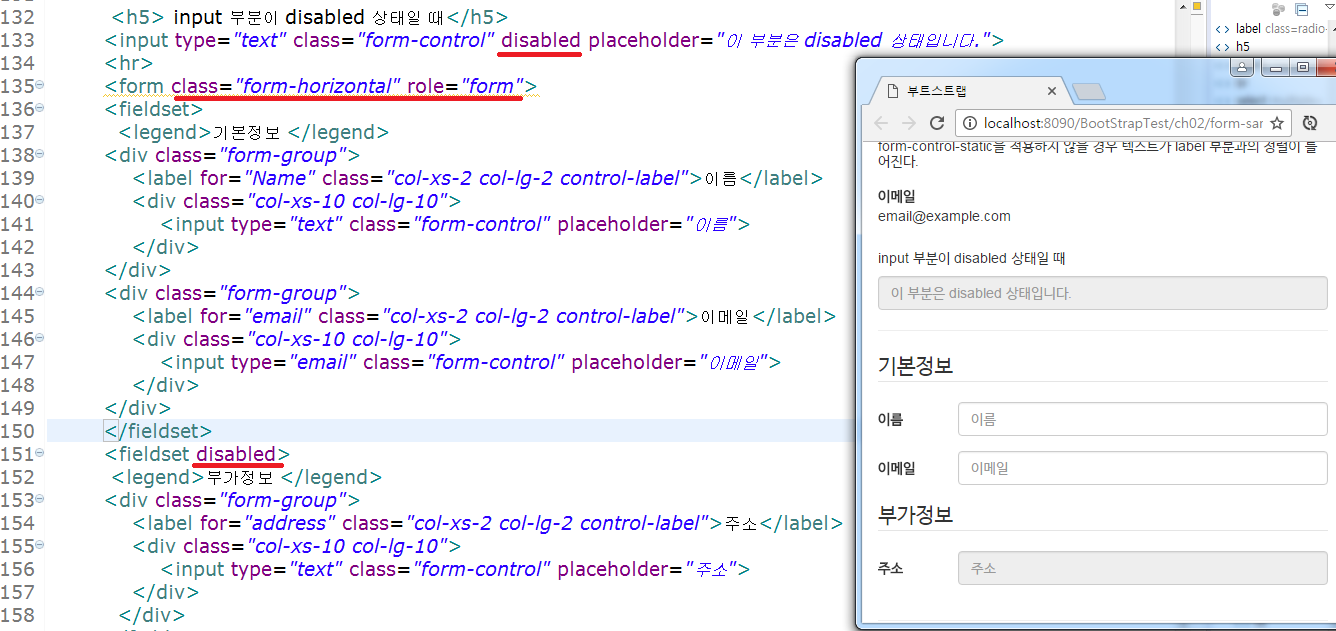 132 <h5> input 부분이 disabled 상태일 때</h5>
133 <input type="text" class="form-control" disabled placeholder="이 부분은 disabled 상태입니다.">
134 <hr>
135 <form class="form-horizontal" role="form">
136 <fieldset>
137 <legend>기본정보 </legend>
138 <div class="form-group">
139 <label for="Name" class="col-xs-2 col-lg-2 control-label">이름</label>
140 <div class="col-xs-10 col-lg-10">
141 <input type="text" class="form-control" placeholder="이름">
142 </div>
143 </div>
144 <div class="form-group">
145 <label for="email" class="col-xs-2 col-lg-2 control-label">이메일</label>
146 <div class="col-xs-10 col-lg-10">
147 <input type="email" class="form-control" placeholder="이메일">
148 </div>
149 </div>
150 </fieldset>
151 <fieldset disabled>
152 <legend>부가정보 </legend>
153 <div class="form-group">
154 <label for="address" class="col-xs-2 col-lg-2 control-label">주소</label>
155 <div class="col-xs-10 col-lg-10">
156 <input type="text" class="form-control" placeholder="주소">
157 </div>
158 </div>
<> label class=radio-
<> h5
부트스트랩
localhost:8090/BootStrapTest/ch02/form-sar
form-control-static을 적용하지 않을 경우 텍스트가 label 부분과의 정렬이 틀
어진다.
이메일
email@example.com
input 부분이 disabled 상태일 때
이 부분은 disabled 상태입니다.
기본정보
이름 이름
이메일 이메일
부가정보
주소 주소